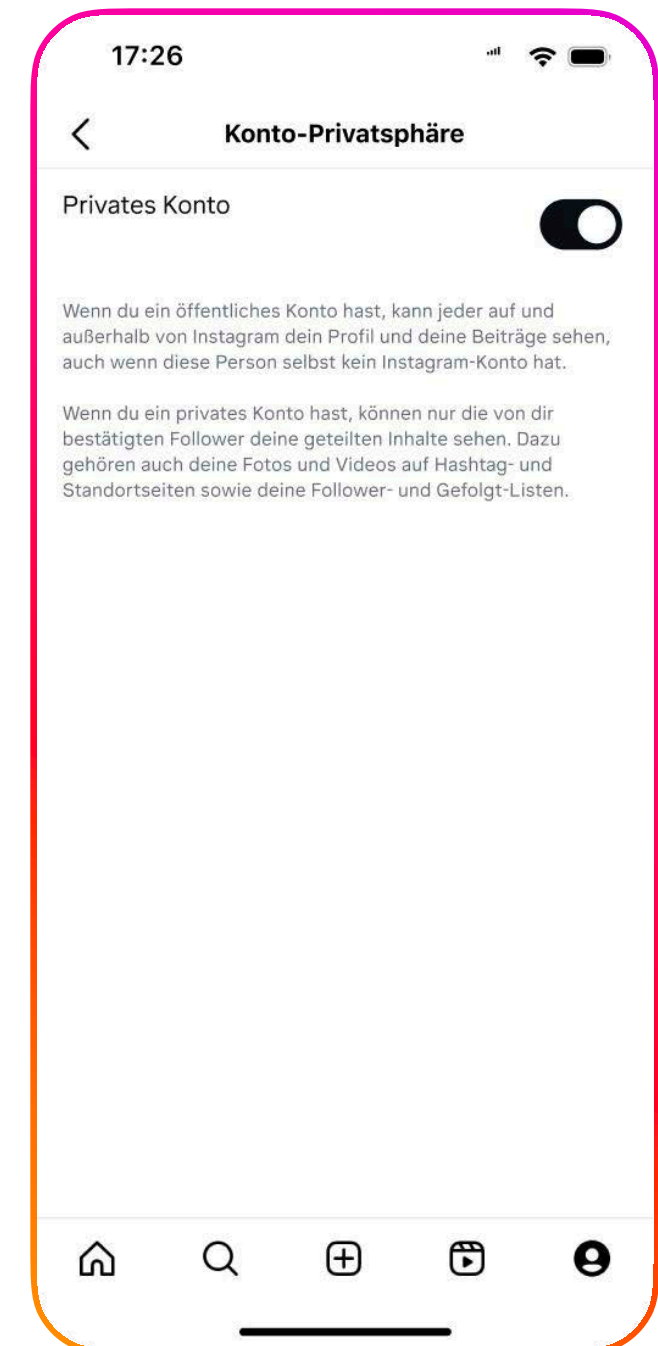 17:26
Konto-Privatsphäre
Privates Konto
Wenn du ein öffentliches Konto hast, kann jeder auf und
außerhalb von Instagram dein Profil und deine Beiträge sehen,
auch wenn diese Person selbst kein Instagram-Konto hat.
Wenn du ein privates Konto hast, können nur die von dir
bestätigten Follower deine geteilten Inhalte sehen. Dazu
gehören auch deine Fotos und Videos auf Hashtag- und
Standortseiten sowie deine Follower- und Gefolgt-Listen.